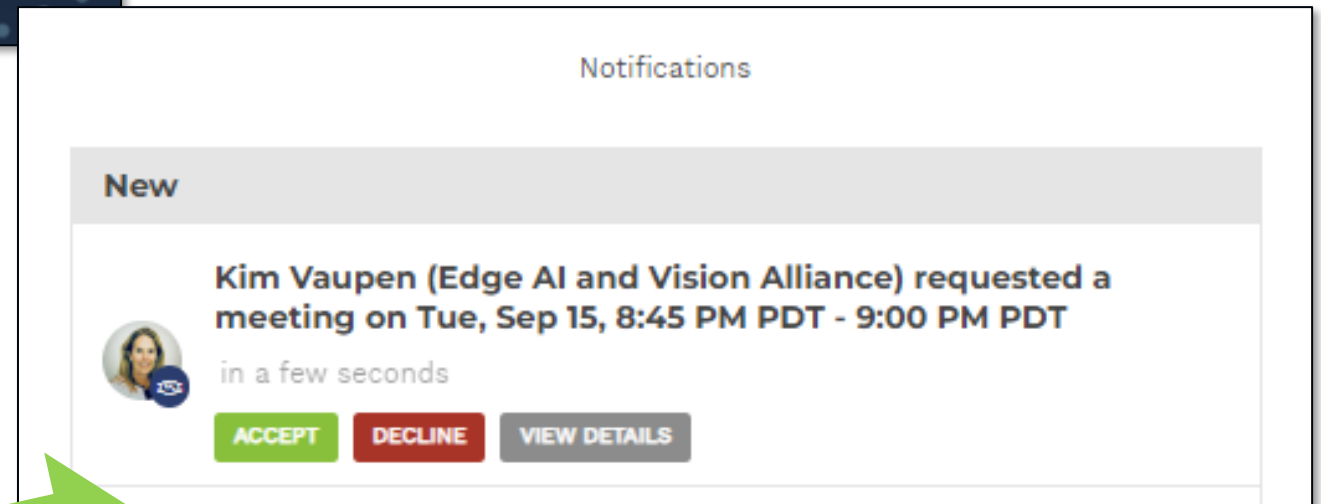 Notifications
New
Kim Vaupen (Edge AI and Vision Alliance) requested a
meeting on Tue, Sep 15, 8:45 PM PDT - 9:00 PM PDT
in a few seconds
ACCEPT DECLINE VIEW DETAILS